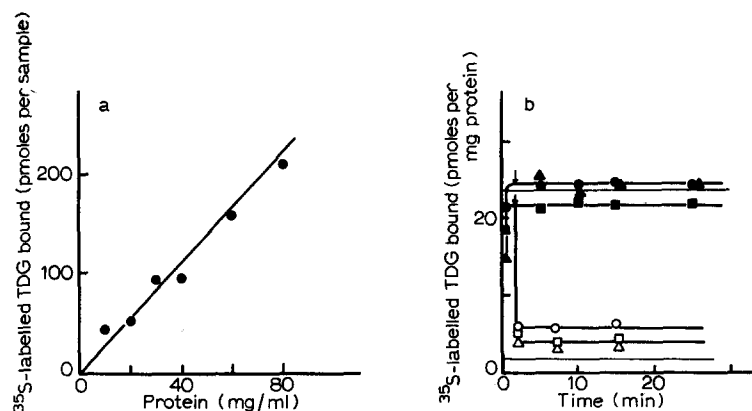 ³⁵S-labelled TDG bound (pmoles per sample)
a
200
100
0
0
40
80
Protein (mg/ml)
³⁵S-labelled TDG bound (pmoles per
mg protein)
b
20
0
0
10
20
Time (min)